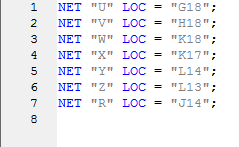 1 NET "U" LOC = "G18";
2 NET "V" LOC = "H18";
3 NET "W" LOC = "K18";
4 NET "X" LOC = "K17";
5 NET "Y" LOC = "L14";
6 NET "Z" LOC = "L13";
7 NET "R" LOC = "J14";
8